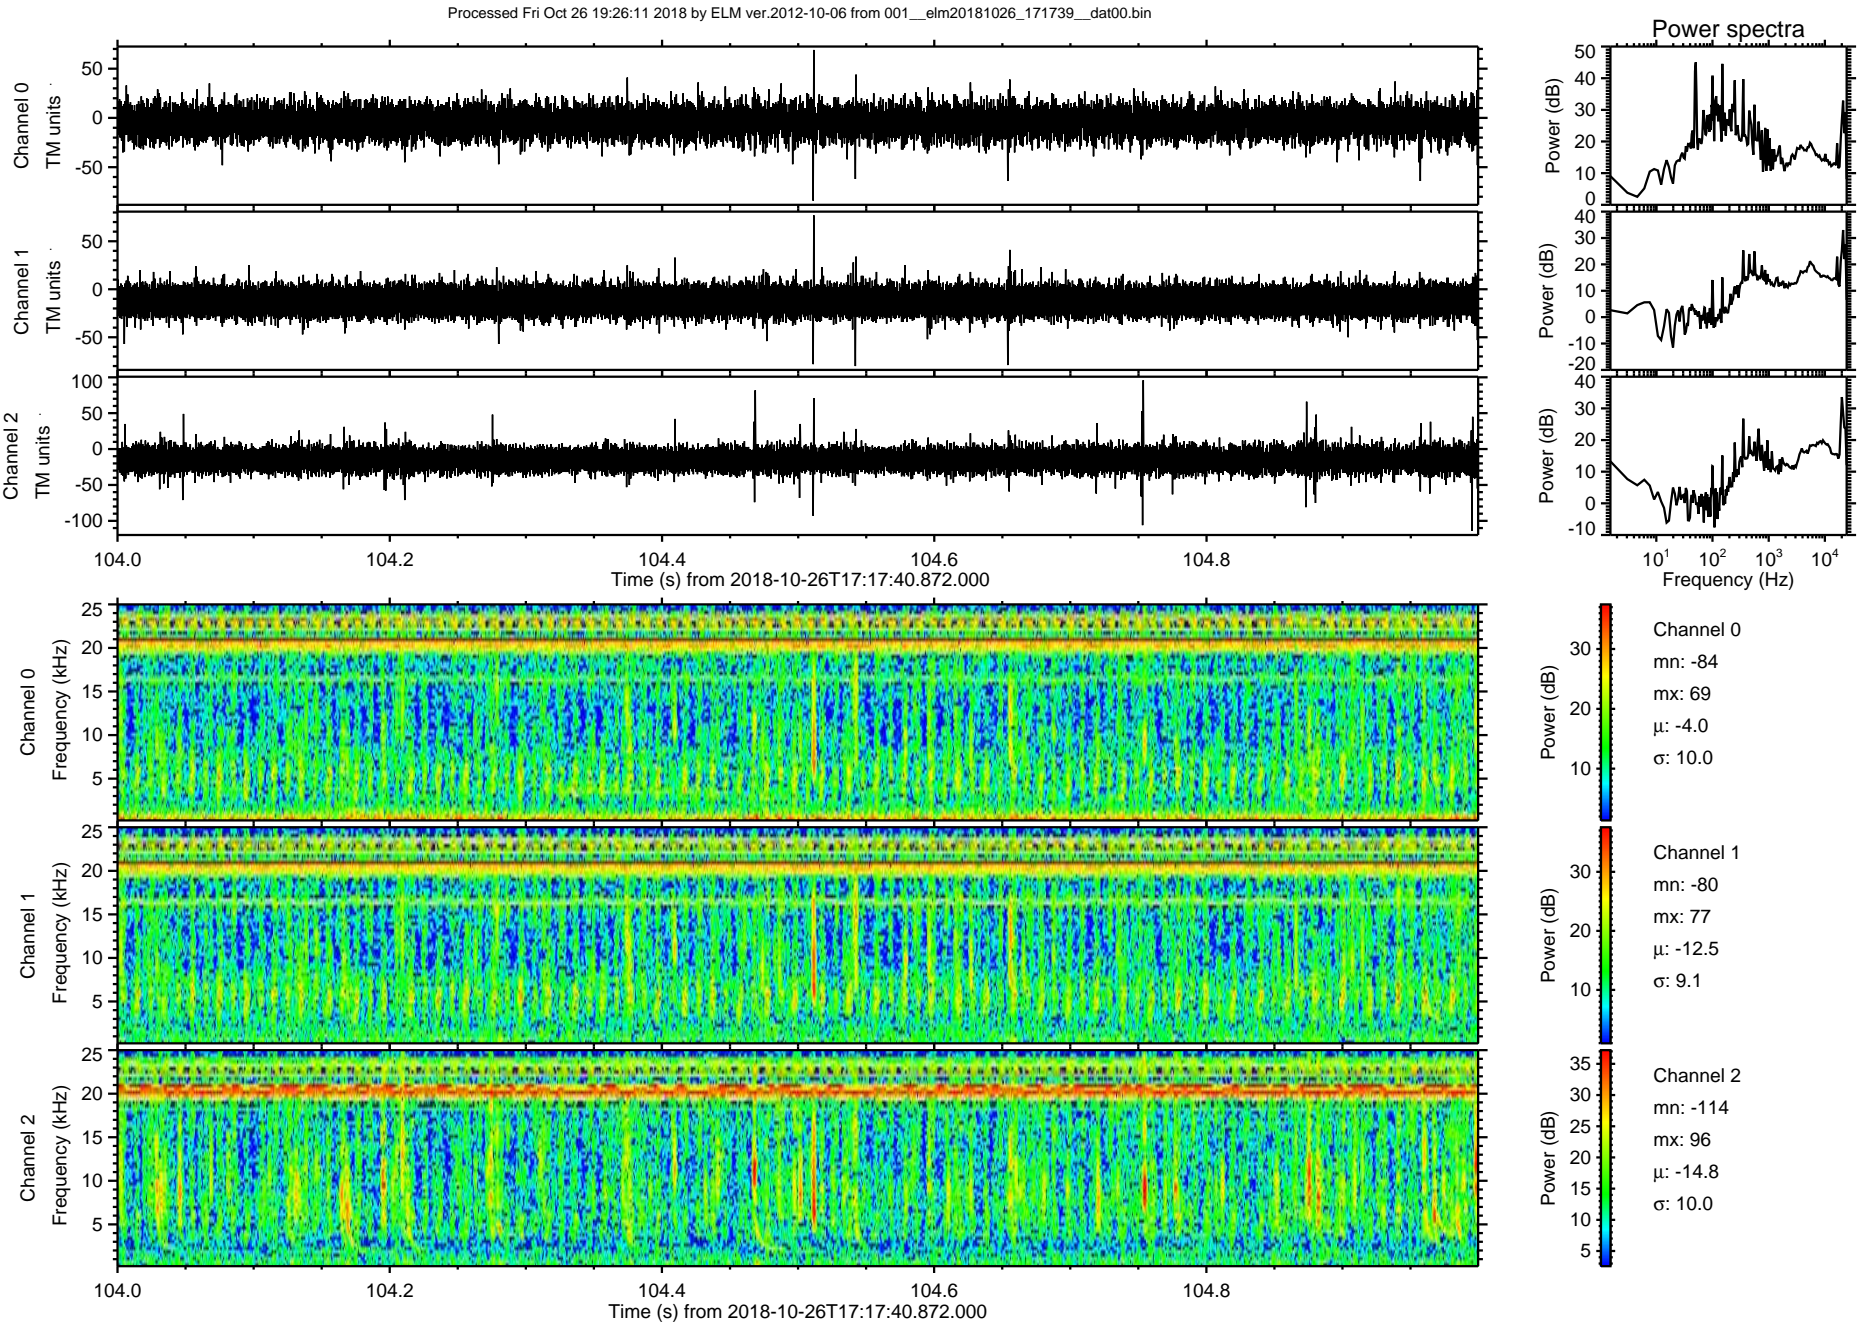 Processed Fri Oct 26 19:26:11 2018 by ELM ver.2012-10-06 from 001__elm20181026_171739__dat00.bin
Power spectra
Channel 0
TM units
50
0
-50
Power (dB)
50
40
30
20
10
0
Channel 1
TM units
50
0
-50
Power (dB)
40
30
20
10
0
-10
-20
Channel 2
TM units
100
50
0
-50
-100
Power (dB)
40
30
20
10
0
-10
104.0 104.2 104.4 104.6 104.8
Time (s) from 2018-10-26T17:17:40.872.000
10^1 10^2 10^3 10^4
Frequency (Hz)
Channel 0
Frequency (kHz)
25
20
15
10
5
Power (dB)
30
20
10
Channel 0
mn: -84
mx: 69
µ: -4.0
σ: 10.0
Channel 1
Frequency (kHz)
25
20
15
10
5
Power (dB)
30
20
10
Channel 1
mn: -80
mx: 77
µ: -12.5
σ: 9.1
Channel 2
Frequency (kHz)
25
20
15
10
5
Power (dB)
35
30
25
20
15
10
5
Channel 2
mn: -114
mx: 96
µ: -14.8
σ: 10.0
104.0 104.2 104.4 104.6 104.8
Time (s) from 2018-10-26T17:17:40.872.000